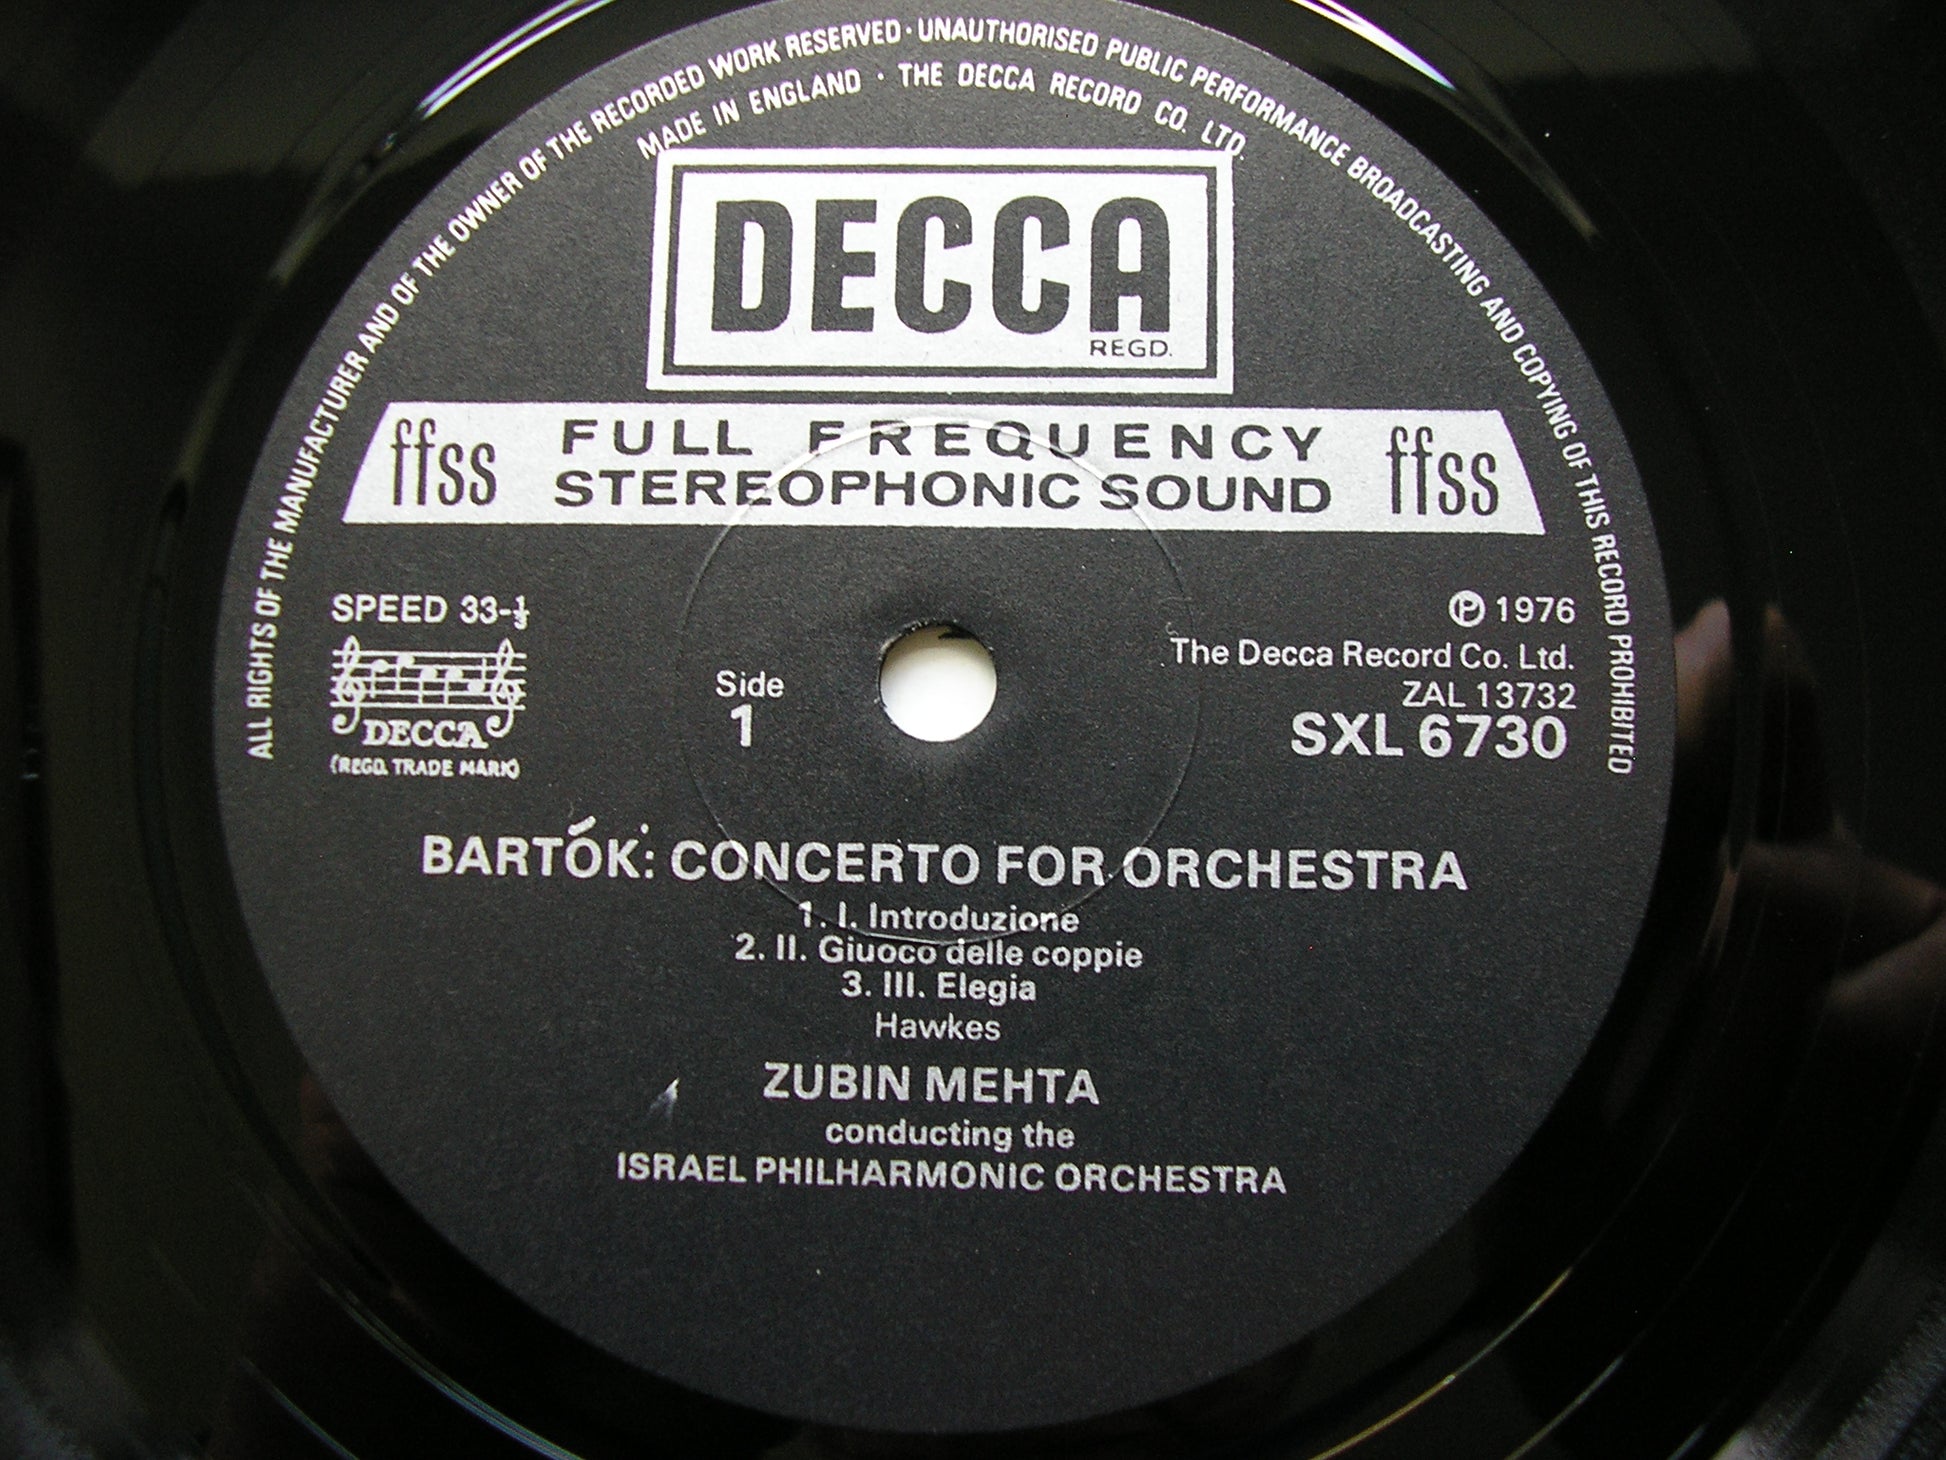 ALL RIGHTS OF THE MANUFACTURER AND OF THE OWNER OF THE RECORDED WORK RESERVED · UNAUTHORISED PUBLIC PERFORMANCE BROADCASTING AND COPYING OF THIS RECORD PROHIBITED
MADE IN ENGLAND · THE DECCA RECORD CO. LTD.
DECCA
REGD.
ffss FULL FREQUENCY STEREOPHONIC SOUND ffss
SPEED 33-⅓
DECCA
(REGD. TRADE MARK)
Side
1
Ⓟ 1976
The Decca Record Co. Ltd.
ZAL 13732
SXL 6730
BARTÓK: CONCERTO FOR ORCHESTRA
1. I. Introduzione
2. II. Giuoco delle coppie
3. III. Elegia
Hawkes
ZUBIN MEHTA
conducting the
ISRAEL PHILHARMONIC ORCHESTRA